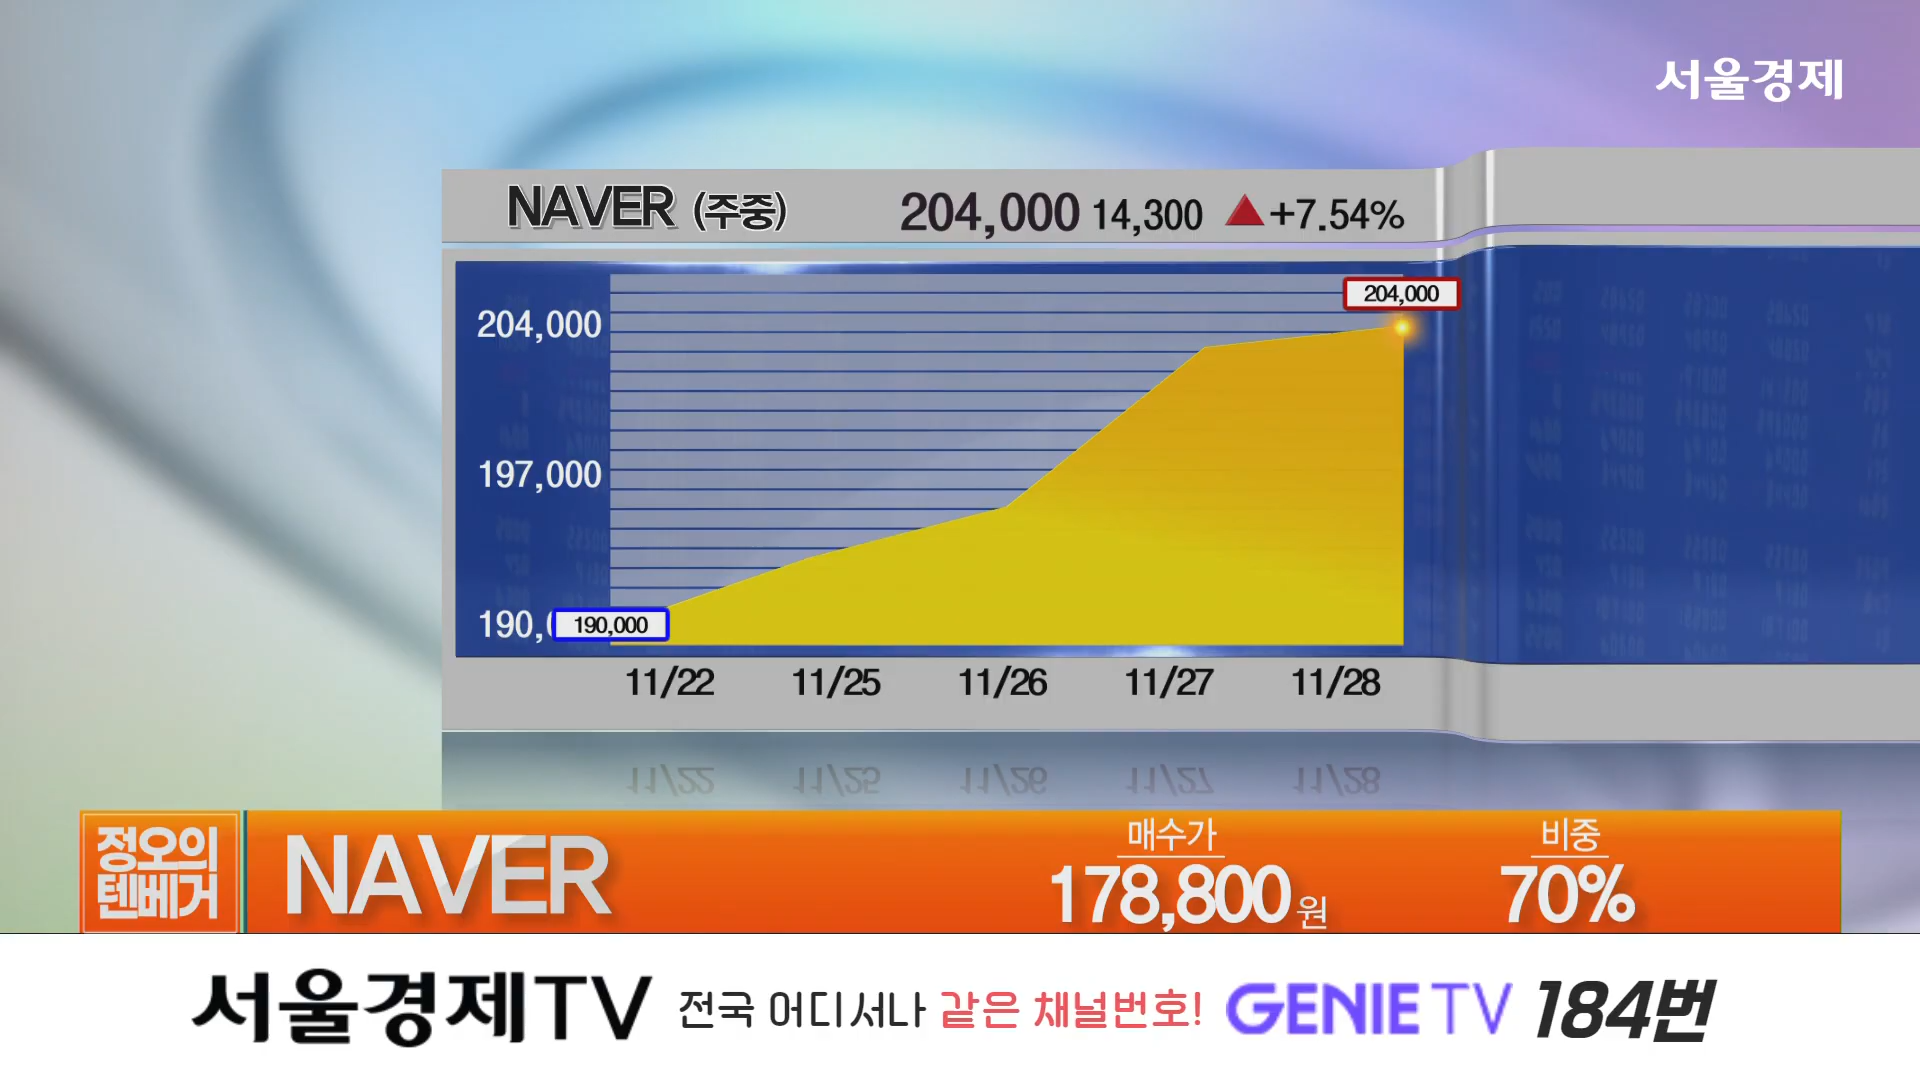 서울경제
NAVER (주중) 204,000 14,300 ▲+7.54%
204,000
204,000
197,000
190,000
11/22 11/25 11/26 11/27 11/28
정오의
텐베거
NAVER
매수가
178,800원
비중
70%
서울경제TV 전국 어디서나 같은 채널번호! GENIE TV 184번